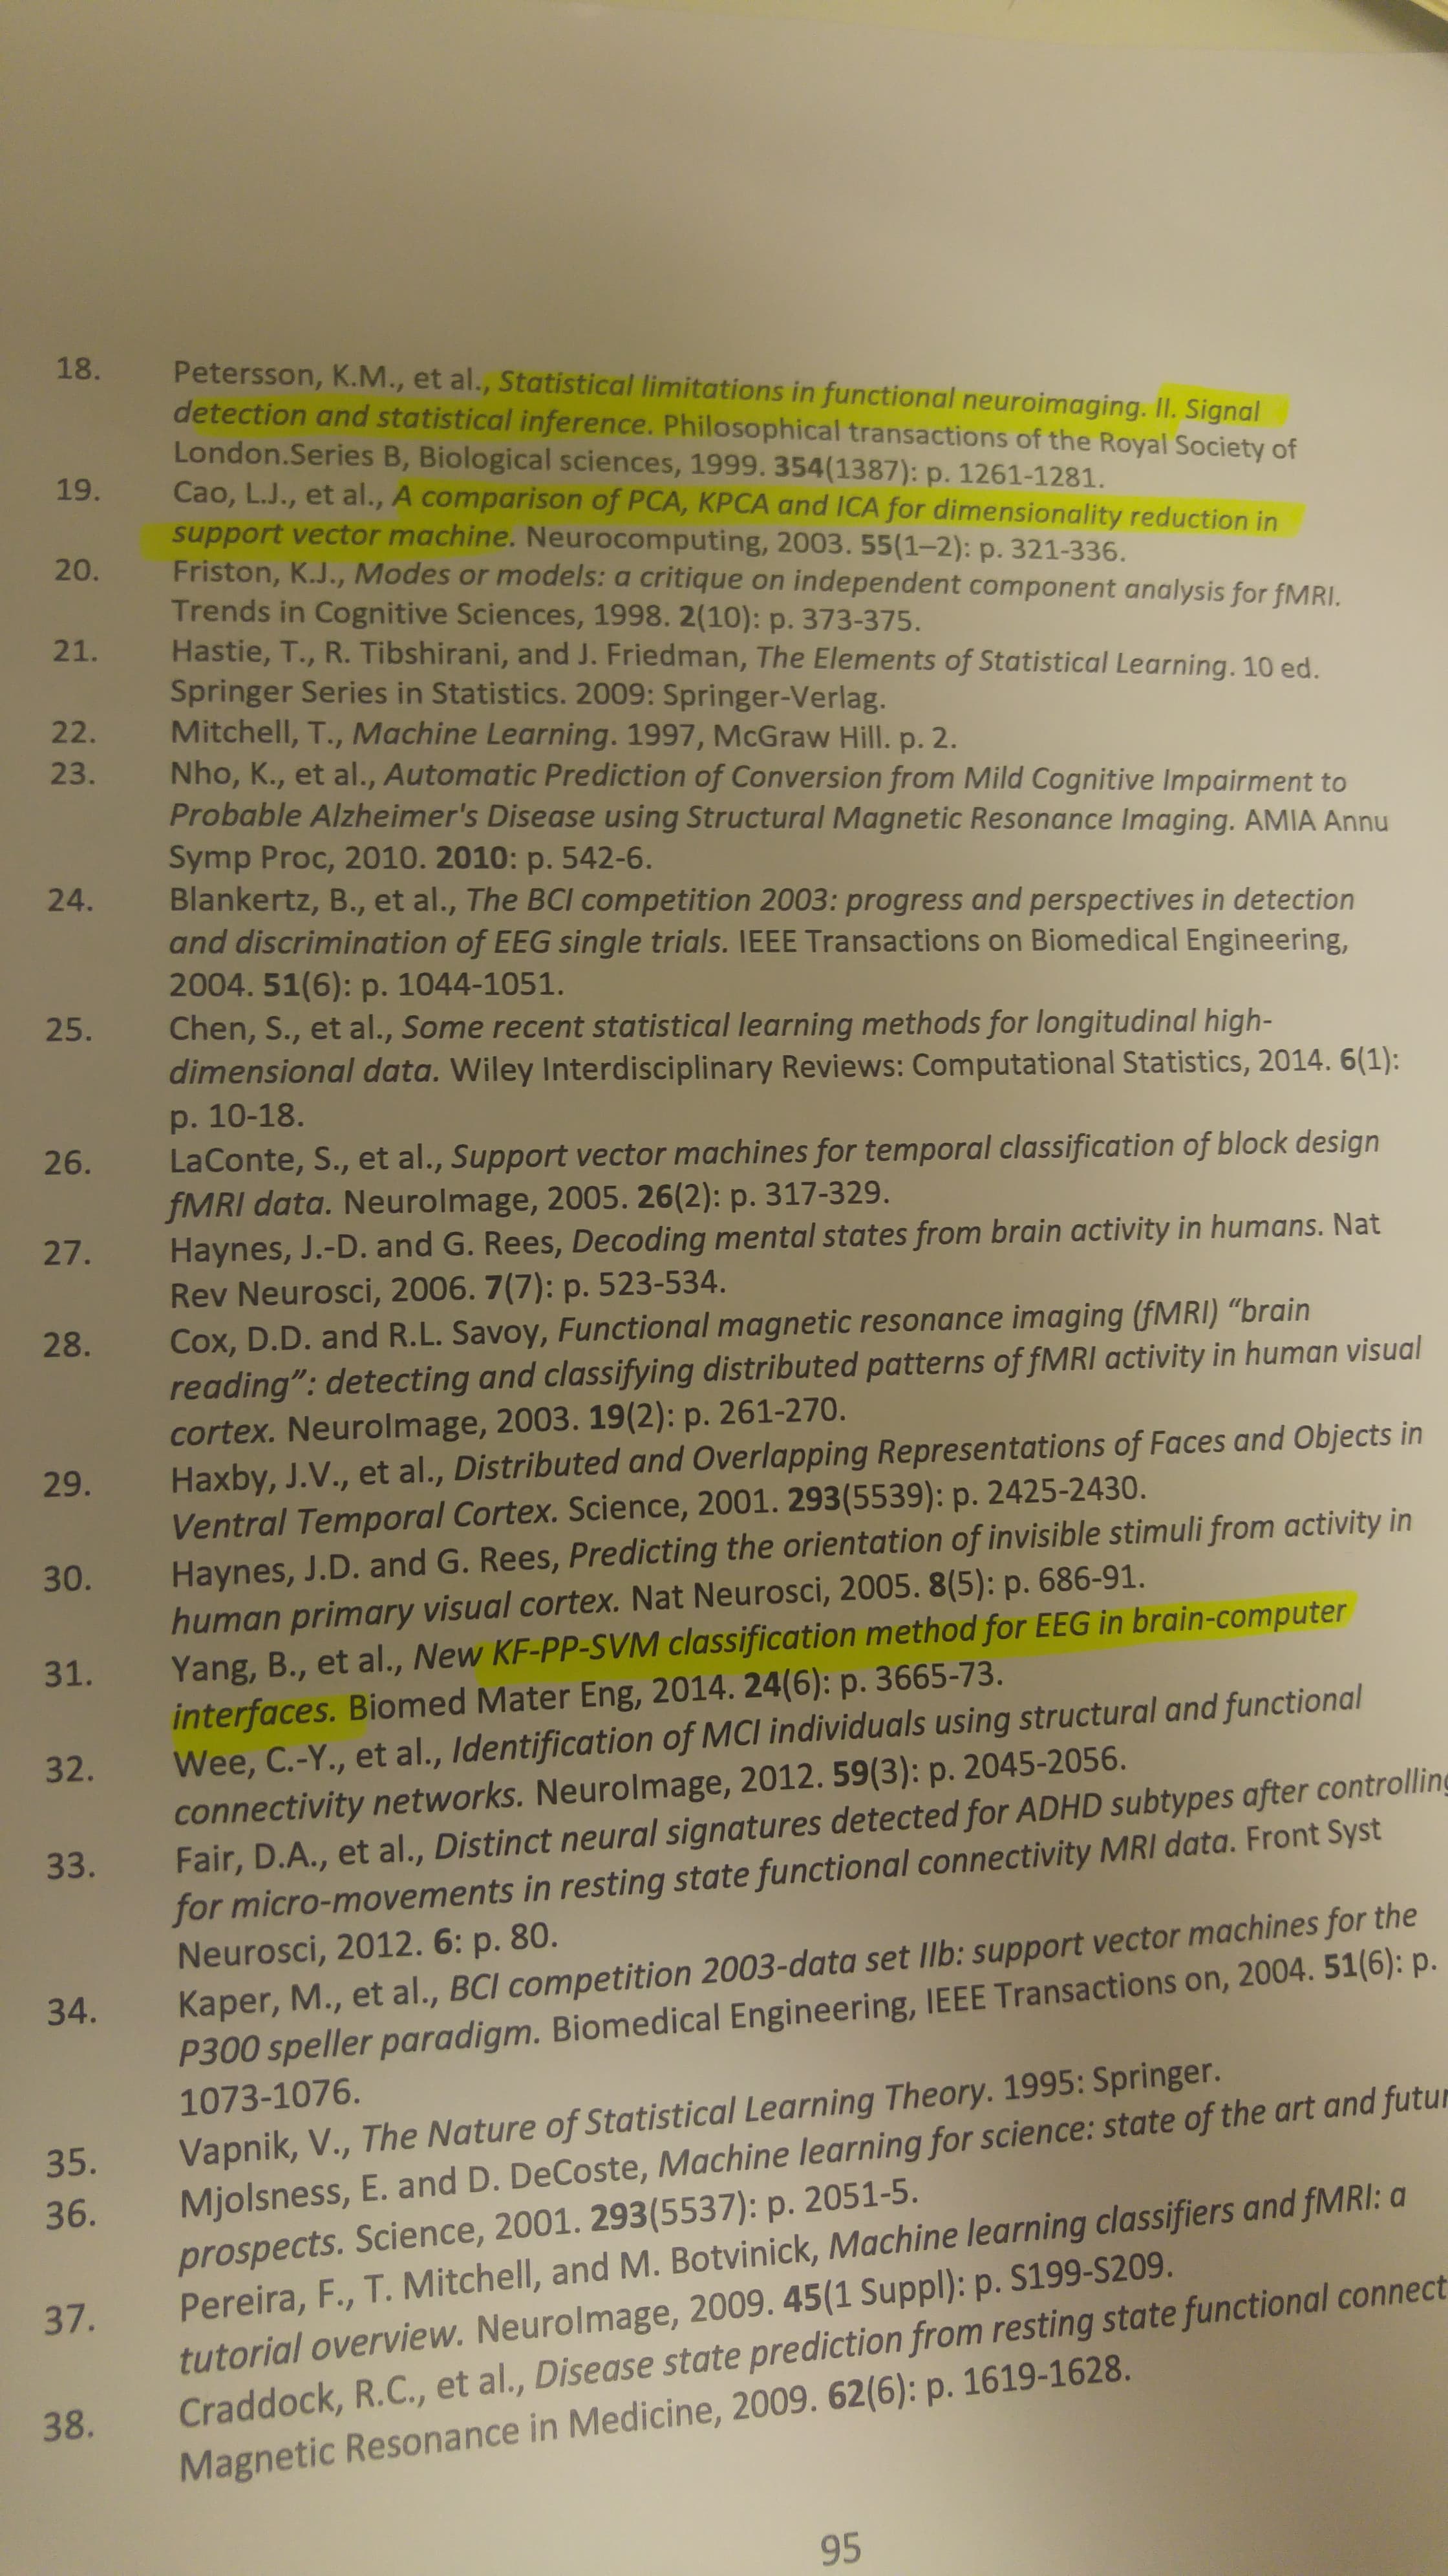 18. Petersson, K.M., et al., Statistical limitations in functional neuroimaging. II. Signal
detection and statistical inference. Philosophical transactions of the Royal Society of
London.Series B, Biological sciences, 1999. 354(1387): p. 1261-1281.
19. Cao, L.J., et al., A comparison of PCA, KPCA and ICA for dimensionality reduction in
support vector machine. Neurocomputing, 2003. 55(1–2): p. 321-336.
20. Friston, K.J., Modes or models: a critique on independent component analysis for fMRI.
Trends in Cognitive Sciences, 1998. 2(10): p. 373-375.
21. Hastie, T., R. Tibshirani, and J. Friedman, The Elements of Statistical Learning. 10 ed.
Springer Series in Statistics. 2009: Springer-Verlag.
22. Mitchell, T., Machine Learning. 1997, McGraw Hill. p. 2.
23. Nho, K., et al., Automatic Prediction of Conversion from Mild Cognitive Impairment to
Probable Alzheimer's Disease using Structural Magnetic Resonance Imaging. AMIA Annu
Symp Proc, 2010. 2010: p. 542-6.
24. Blankertz, B., et al., The BCI competition 2003: progress and perspectives in detection
and discrimination of EEG single trials. IEEE Transactions on Biomedical Engineering,
2004. 51(6): p. 1044-1051.
25. Chen, S., et al., Some recent statistical learning methods for longitudinal high-
dimensional data. Wiley Interdisciplinary Reviews: Computational Statistics, 2014. 6(1):
p. 10-18.
26. LaConte, S., et al., Support vector machines for temporal classification of block design
fMRI data. NeuroImage, 2005. 26(2): p. 317-329.
27. Haynes, J.-D. and G. Rees, Decoding mental states from brain activity in humans. Nat
Rev Neurosci, 2006. 7(7): p. 523-534.
28. Cox, D.D. and R.L. Savoy, Functional magnetic resonance imaging (fMRI) “brain
reading”: detecting and classifying distributed patterns of fMRI activity in human visual
cortex. NeuroImage, 2003. 19(2): p. 261-270.
29. Haxby, J.V., et al., Distributed and Overlapping Representations of Faces and Objects in
Ventral Temporal Cortex. Science, 2001. 293(5539): p. 2425-2430.
30. Haynes, J.D. and G. Rees, Predicting the orientation of invisible stimuli from activity in
human primary visual cortex. Nat Neurosci, 2005. 8(5): p. 686-91.
31. Yang, B., et al., New KF-PP-SVM classification method for EEG in brain-computer
interfaces. Biomed Mater Eng, 2014. 24(6): p. 3665-73.
32. Wee, C.-Y., et al., Identification of MCI individuals using structural and functional
connectivity networks. NeuroImage, 2012. 59(3): p. 2045-2056.
33. Fair, D.A., et al., Distinct neural signatures detected for ADHD subtypes after controlling
for micro-movements in resting state functional connectivity MRI data. Front Syst
Neurosci, 2012. 6: p. 80.
34. Kaper, M., et al., BCI competition 2003-data set IIb: support vector machines for the
P300 speller paradigm. Biomedical Engineering, IEEE Transactions on, 2004. 51(6): p.
1073-1076.
35. Vapnik, V., The Nature of Statistical Learning Theory. 1995: Springer.
36. Mjolsness, E. and D. DeCoste, Machine learning for science: state of the art and futur
prospects. Science, 2001. 293(5537): p. 2051-5.
37. Pereira, F., T. Mitchell, and M. Botvinick, Machine learning classifiers and fMRI: a
tutorial overview. NeuroImage, 2009. 45(1 Suppl): p. S199-S209.
38. Craddock, R.C., et al., Disease state prediction from resting state functional connect
Magnetic Resonance in Medicine, 2009. 62(6): p. 1619-1628.
95